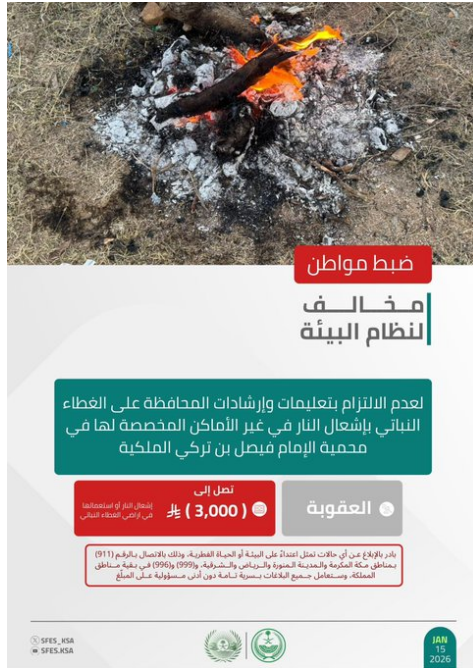 ضبط مواطن
مخالف
لنظام البيئة
لعدم الالتزام بتعليمات وإرشادات المحافظة على الغطاء
النباتي بإشعال النار في غير الأماكن المخصصة لها في
محمية الإمام فيصل بن تركي الملكية
العقوبة
تصل إلى
( 3,000 )
إشعال النار أو استعمالها
في أراضي الغطاء النباتي
بادر بالإبلاغ عن أي حالات تمثل اعتداءً على البيئة أو الحياة الفطرية، وذلك بالاتصال بالرقم (911)
بمناطق مكة المكرمة والمدينة المنورة والرياض والشرقية، و(999) و(996) في بقية مناطق
المملكة، وستعامل جميع البلاغات بسرية تامة دون أدنى مسؤولية على المبلّغ
SFES_KSA
SFES.KSA
JAN
15
2026